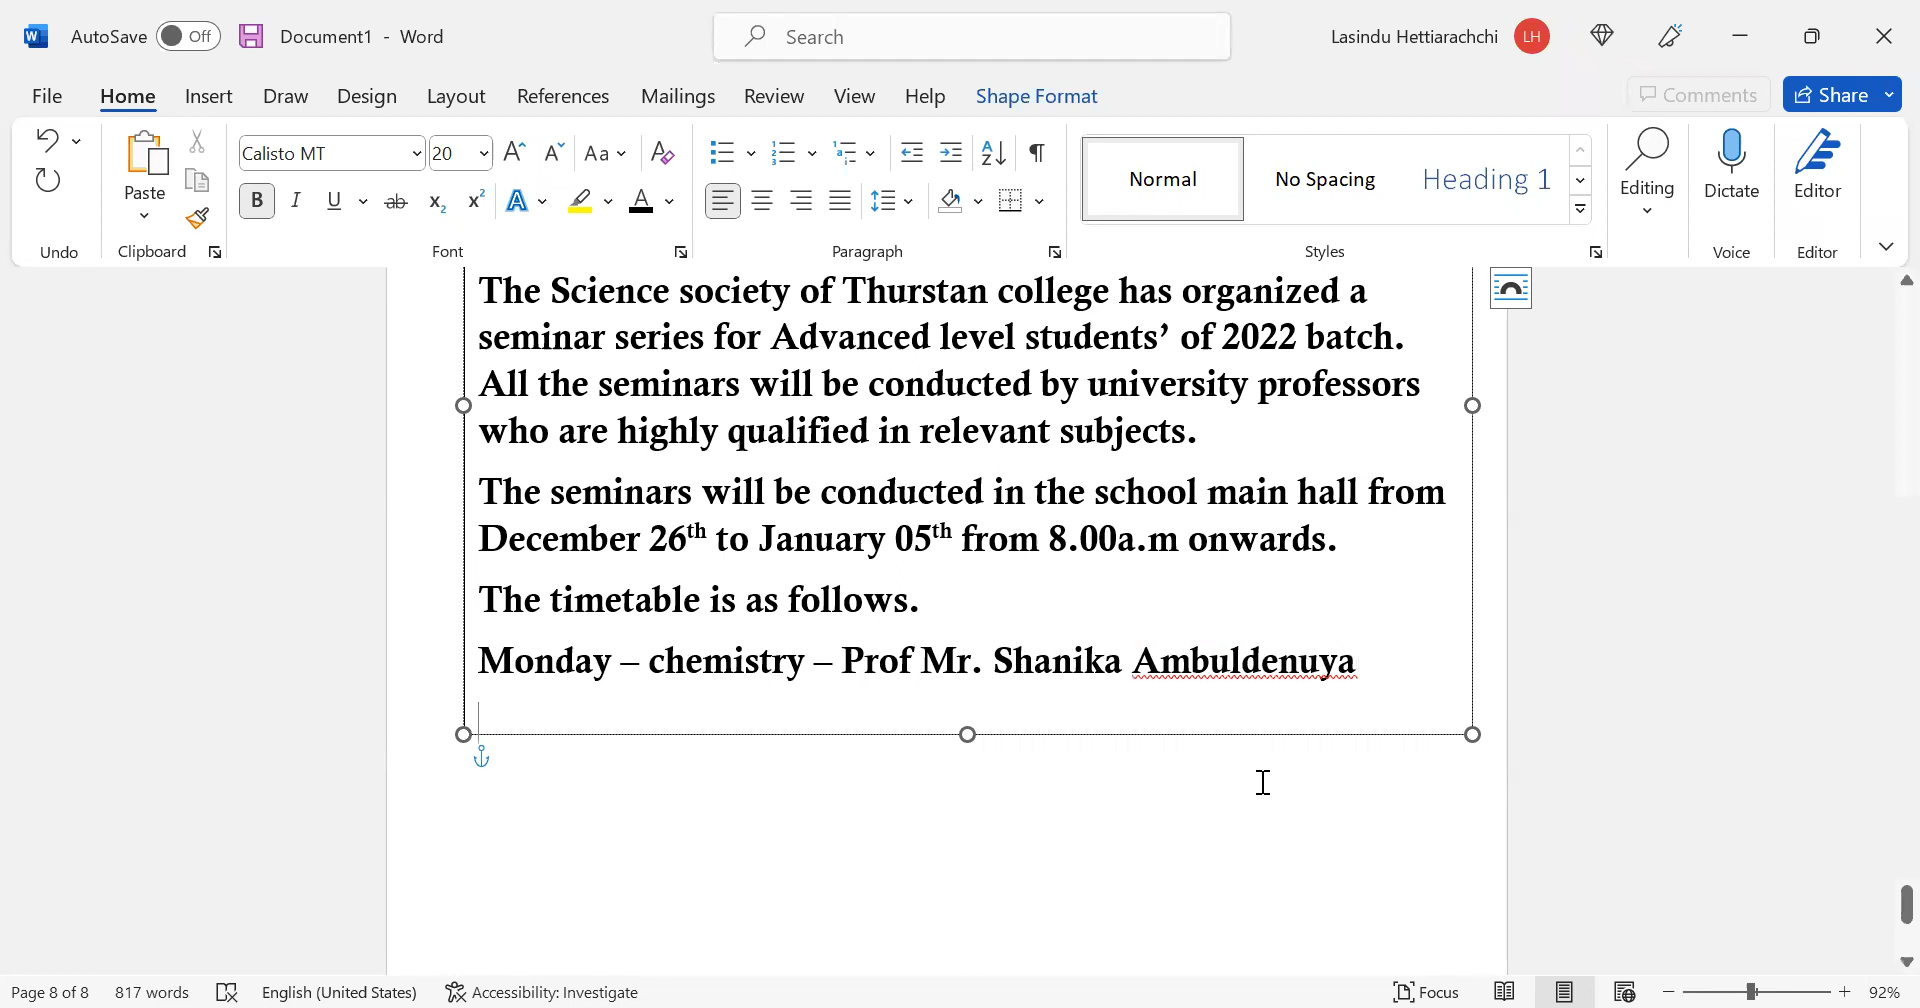 AutoSave Off Document1 - Word Search Lasindu Hettiarachchi LH
File Home Insert Draw Design Layout References Mailings Review View Help Shape Format Comments Share
Calisto MT 20 Aa
Paste
B I U ab x₂ x² A A
Normal No Spacing Heading 1
Editing Dictate Editor
Undo Clipboard Font Paragraph Styles Voice Editor
The Science society of Thurstan college has organized a
seminar series for Advanced level students’ of 2022 batch.
All the seminars will be conducted by university professors
who are highly qualified in relevant subjects.
The seminars will be conducted in the school main hall from
December 26th to January 05th from 8.00a.m onwards.
The timetable is as follows.
Monday – chemistry – Prof Mr. Shanika Ambuldenuya
Page 8 of 8 817 words English (United States) Accessibility: Investigate Focus 92%